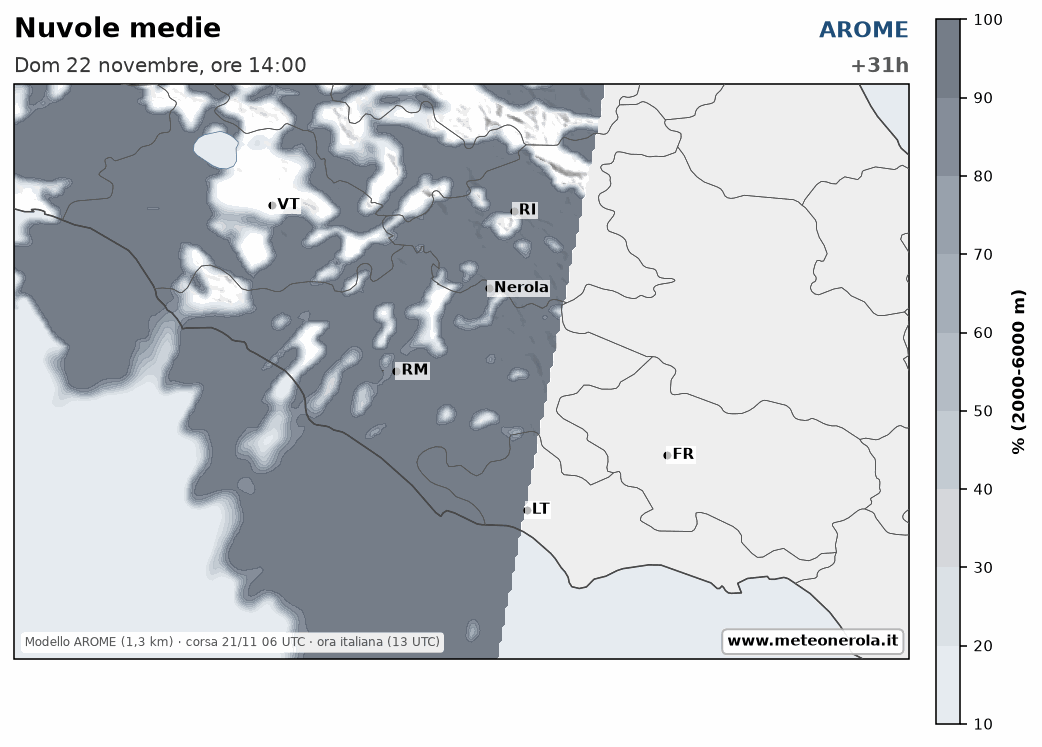 Nuvole medie
AROME
Dom 22 novembre, ore 14:00
+31h
VT
RI
Nerola
RM
FR
LT
Modello AROME (1,3 km) · corsa 21/11 06 UTC · ora italiana (13 UTC)
www.meteonerola.it
100
90
80
70
60
50
40
30
20
10
% (2000-6000 m)